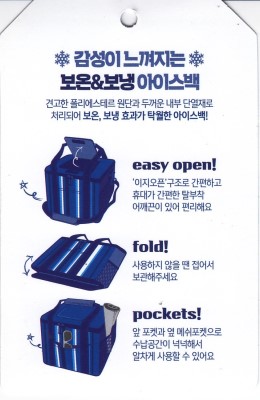 감성이 느껴지는
보온&보냉 아이스백
견고한 폴리에스테르 원단과 두꺼운 내부 단열재로
처리되어 보온, 보냉 효과가 탁월한 아이스백!
easy open!
'이지오픈'구조로 간편하고
휴대가 간편한 탈부착
어깨끈이 있어 편리해요
fold!
사용하지 않을 땐 접어서
보관해주세요
pockets!
앞 포켓과 옆 메쉬포켓으로
수납공간이 넉넉해서
알차게 사용할 수 있어요